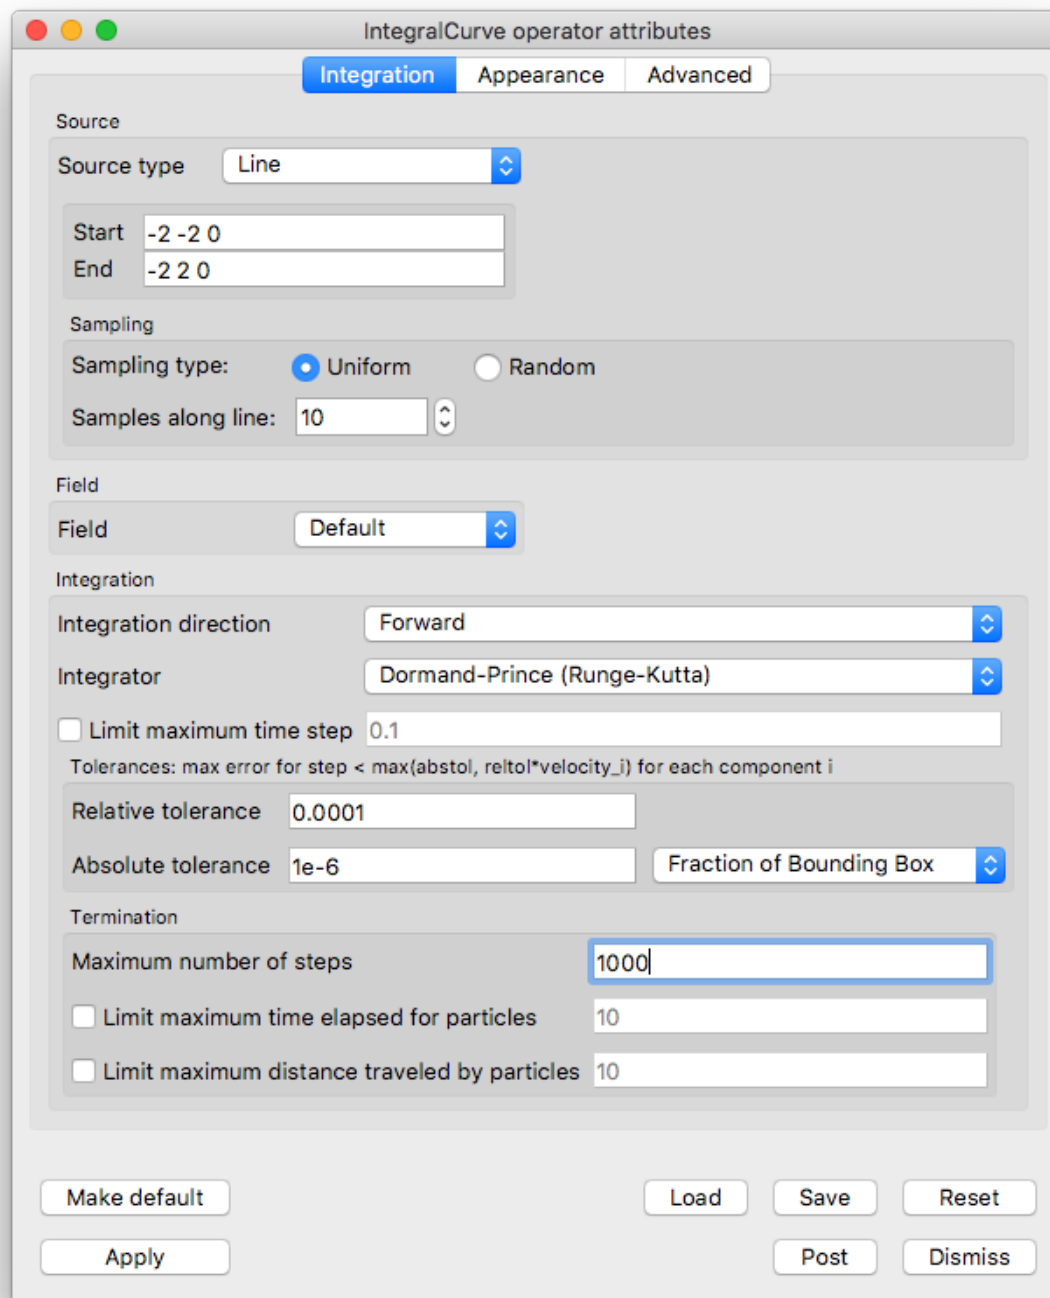 IntegralCurve operator attributes
Integration Appearance Advanced
Source
Source type Line
Start -2 -2 0
End -2 2 0
Sampling
Sampling type: Uniform Random
Samples along line: 10
Field
Field Default
Integration
Integration direction Forward
Integrator Dormand-Prince (Runge-Kutta)
Limit maximum time step 0.1
Tolerances: max error for step < max(abstol, reltol*velocity_i) for each component i
Relative tolerance 0.0001
Absolute tolerance 1e-6 Fraction of Bounding Box
Termination
Maximum number of steps 1000
Limit maximum time elapsed for particles 10
Limit maximum distance traveled by particles 10
Make default Load Save Reset
Apply Post Dismiss